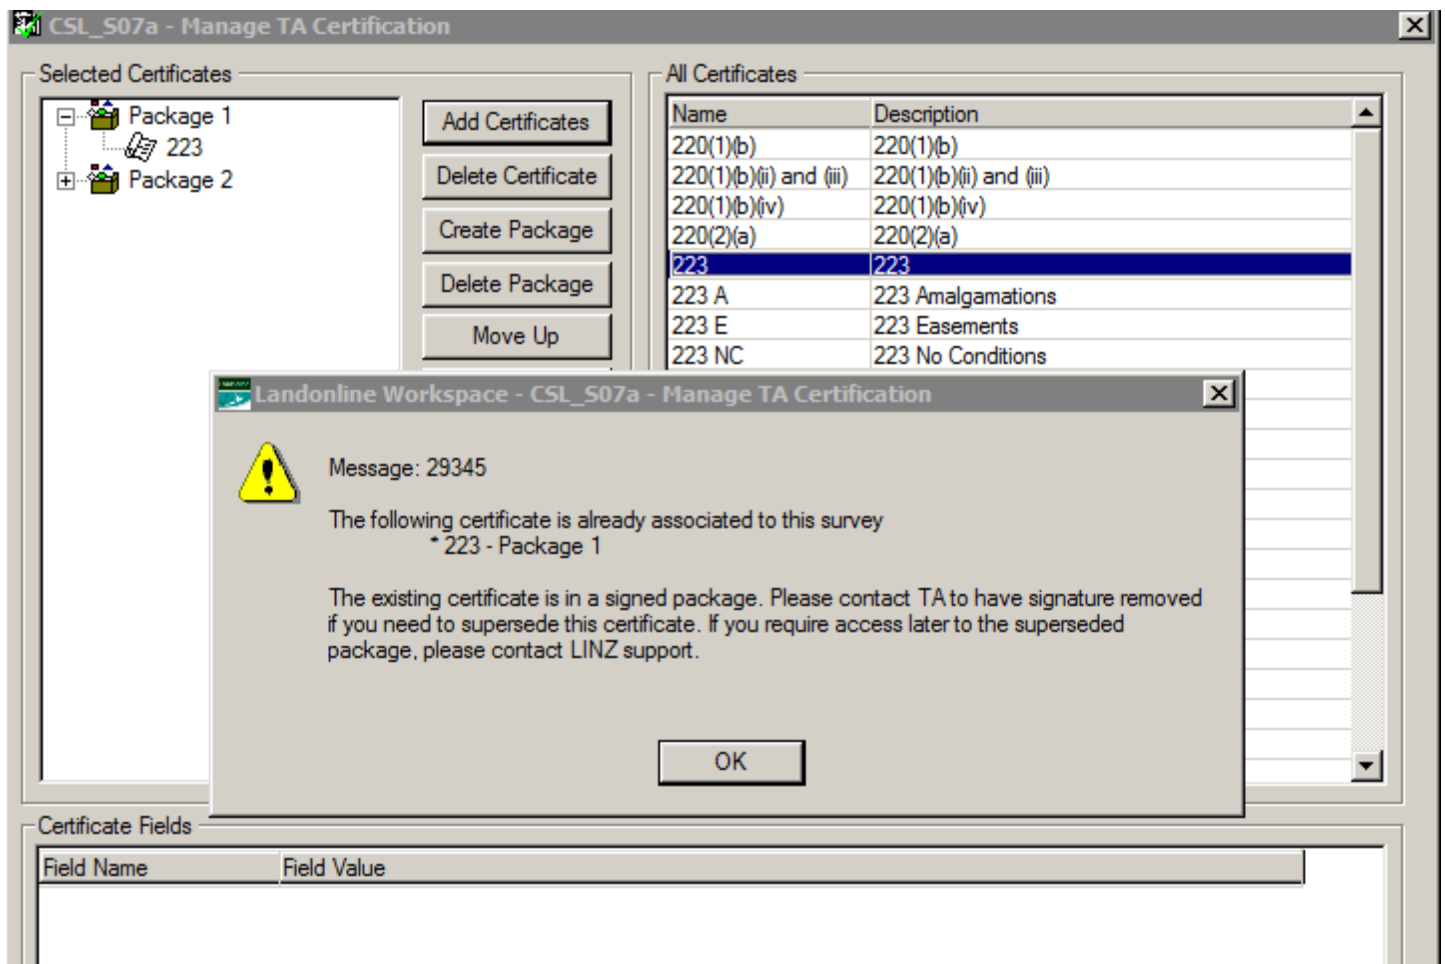 CSL_S07a - Manage TA Certification
Selected Certificates
Package 1
223
Package 2
Add Certificates
Delete Certificate
Create Package
Delete Package
Move Up
All Certificates
Name Description
220(1)(b) 220(1)(b)
220(1)(b)(ii) and (iii) 220(1)(b)(ii) and (iii)
220(1)(b)(iv) 220(1)(b)(iv)
220(2)(a) 220(2)(a)
223 223
223 A 223 Amalgamations
223 E 223 Easements
223 NC 223 No Conditions
Landonline Workspace - CSL_S07a - Manage TA Certification
Message: 29345
The following certificate is already associated to this survey
* 223 - Package 1
The existing certificate is in a signed package. Please contact TA to have signature removed
if you need to supersede this certificate. If you require access later to the superseded
package, please contact LINZ support.
OK
Certificate Fields
Field Name Field Value